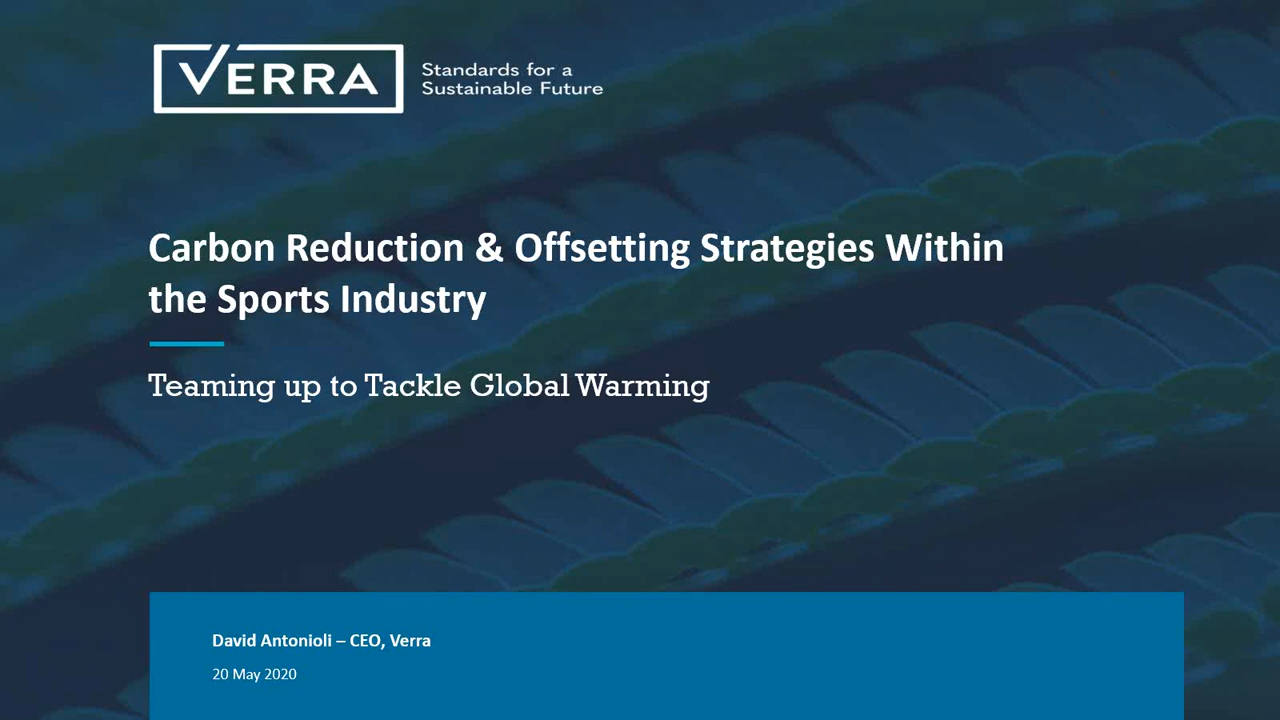 VERRA
Standards for a
Sustainable Future
Carbon Reduction & Offsetting Strategies Within
the Sports Industry
Teaming up to Tackle Global Warming
David Antonioli – CEO, Verra
20 May 2020